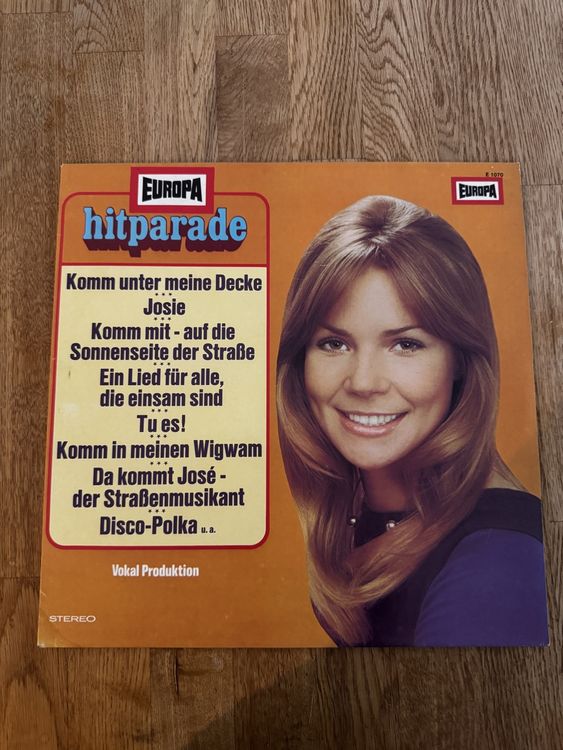 EUROPA
hitparade
Komm unter meine Decke
***
Josie
***
Komm mit - auf die
Sonnenseite der Straße
***
Ein Lied für alle,
die einsam sind
***
Tu es!
***
Komm in meinen Wigwam
***
Da kommt José -
der Straßenmusikant
***
Disco-Polka u. a.
Vokal Produktion
STEREO
E 1070
EUROPA